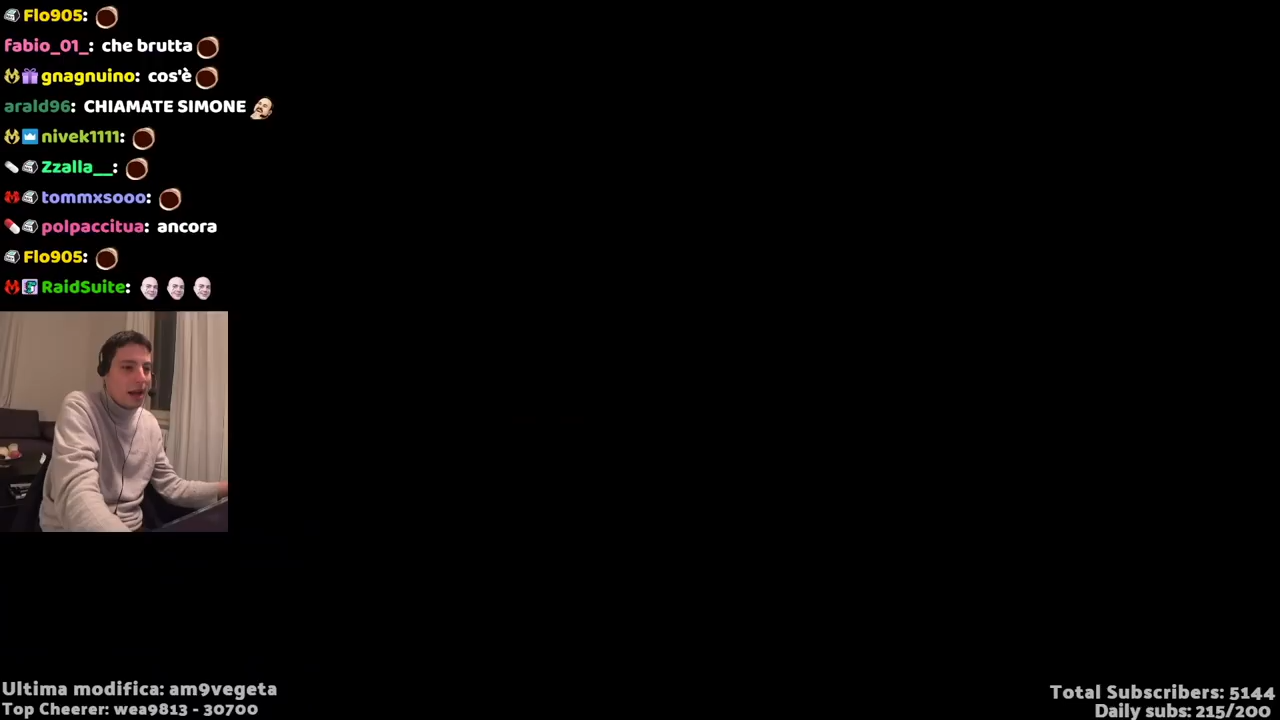 Flo905:
fabio_01_: che brutta
gnagnuino: cos'è
arald96: CHIAMATE SIMONE
nivek1111:
Zzalla__:
tommxsooo:
polpaccitua: ancora
Flo905:
RaidSuite:
Ultima modifica: am9vegeta
Top Cheerer: wea9813 - 30700
Total Subscribers: 5144
Daily subs: 215/200